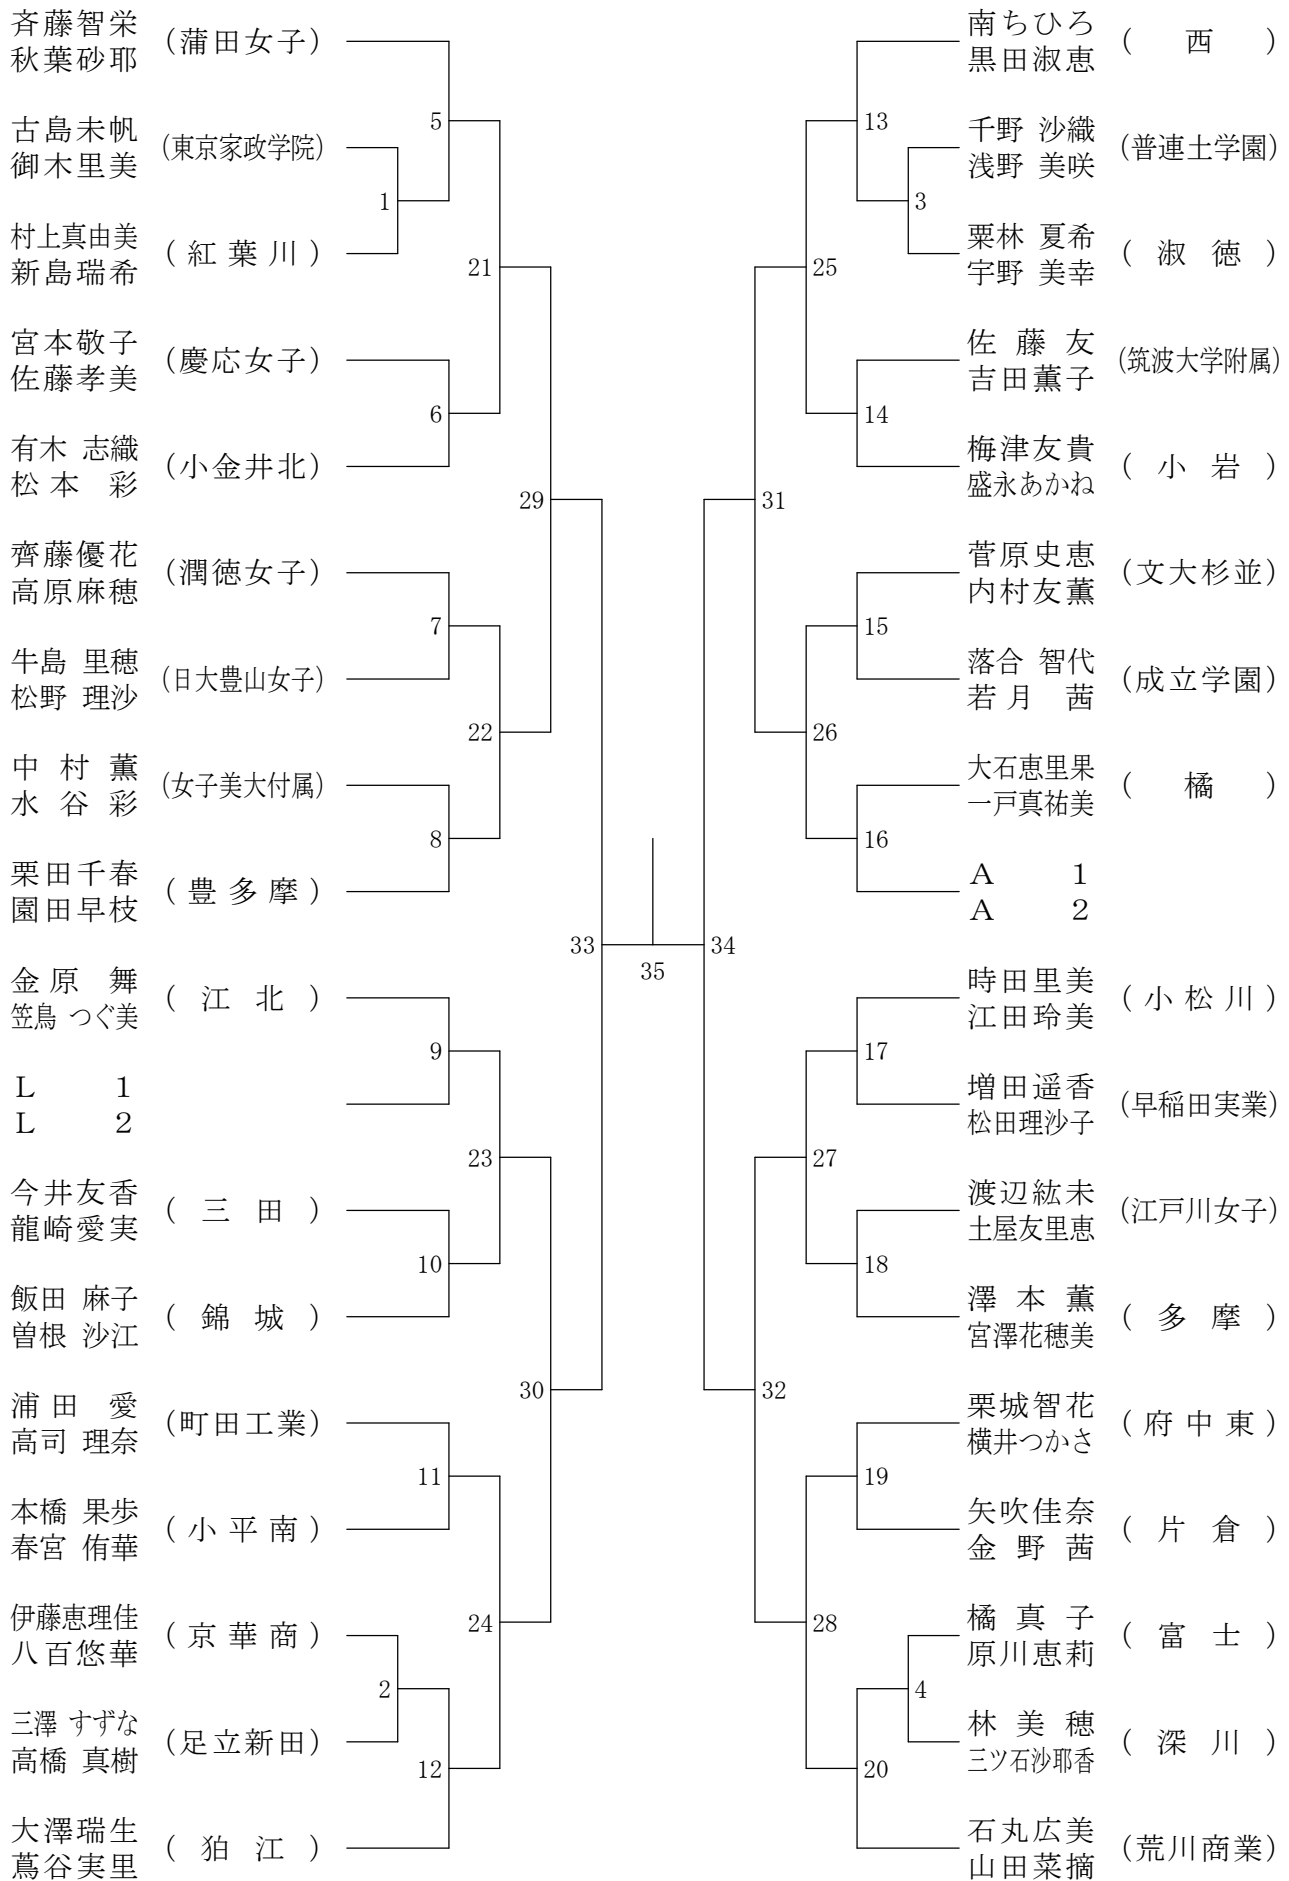 斉藤智栄
秋葉砂耶
(蒲田女子)
古島未帆
御木里美
(東京家政学院)
村上真由美
新島瑞希
(紅葉川)
宮本敬子
佐藤孝美
(慶応女子)
有木 志織
松本 彩
(小金井北)
齊藤優花
高原麻穂
(潤徳女子)
牛島 里穂
松野 理沙
(日大豊山女子)
中村薫
水谷彩
(女子美大付属)
栗田千春
園田早枝
(豊多摩)
金原 舞
笠鳥 つぐ美
(江北)
L 1
L 2
今井友香
龍崎愛実
(三田)
飯田 麻子
曽根 沙江
(錦城)
浦田 愛
高司 理奈
(町田工業)
本橋 果歩
春宮 侑華
(小平南)
伊藤恵理佳
八百悠華
(京華商)
三澤 すずな
高橋 真樹
(足立新田)
大澤瑞生
蔦谷実里
(狛江)
1
2
5
6
7
8
9
10
11
12
21
22
23
24
29
30
33
35
34
31
32
25
26
27
28
13
14
15
16
17
18
19
20
3
4
南ちひろ
黒田淑恵
(西)
千野 沙織
浅野 美咲
(普連土学園)
粟林 夏希
宇野 美幸
(淑徳)
佐藤友
吉田薫子
(筑波大学附属)
梅津友貴
盛永あかね
(小岩)
菅原史恵
内村友薫
(文大杉並)
落合 智代
若月 茜
(成立学園)
大石恵里果
一戸真祐美
(橘)
A 1
A 2
時田里美
江田玲美
(小松川)
増田遥香
松田理沙子
(早稲田実業)
渡辺紘未
土屋友里恵
(江戸川女子)
澤本薫
宮澤花穂美
(多摩)
栗城智花
横井つかさ
(府中東)
矢吹佳奈
金野茜
(片倉)
橘真子
原川恵莉
(富士)
林美穂
三ツ石沙耶香
(深川)
石丸広美
山田菜摘
(荒川商業)